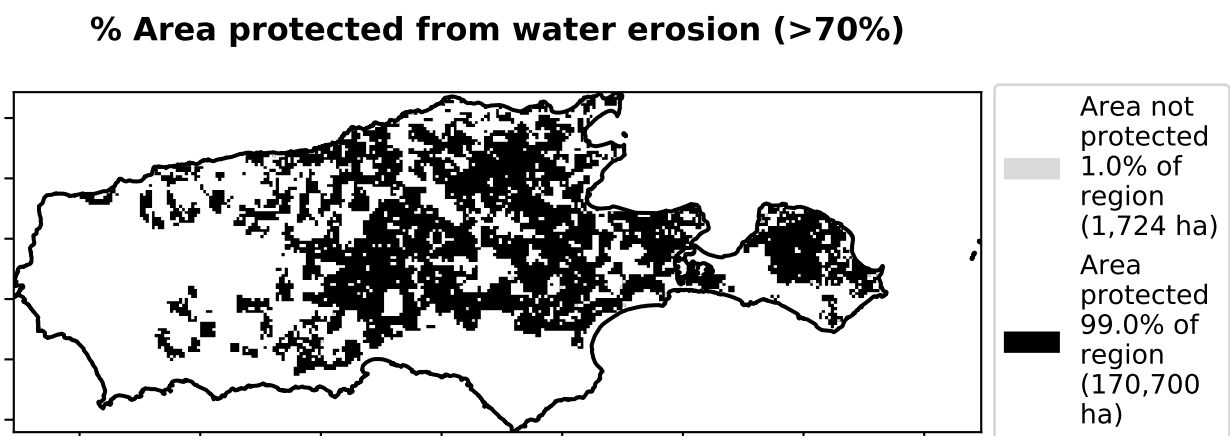 % Area protected from water erosion (>70%)
Area not
protected
1.0% of
region
(1,724 ha)
Area
protected
99.0% of
region
(170,700
ha)